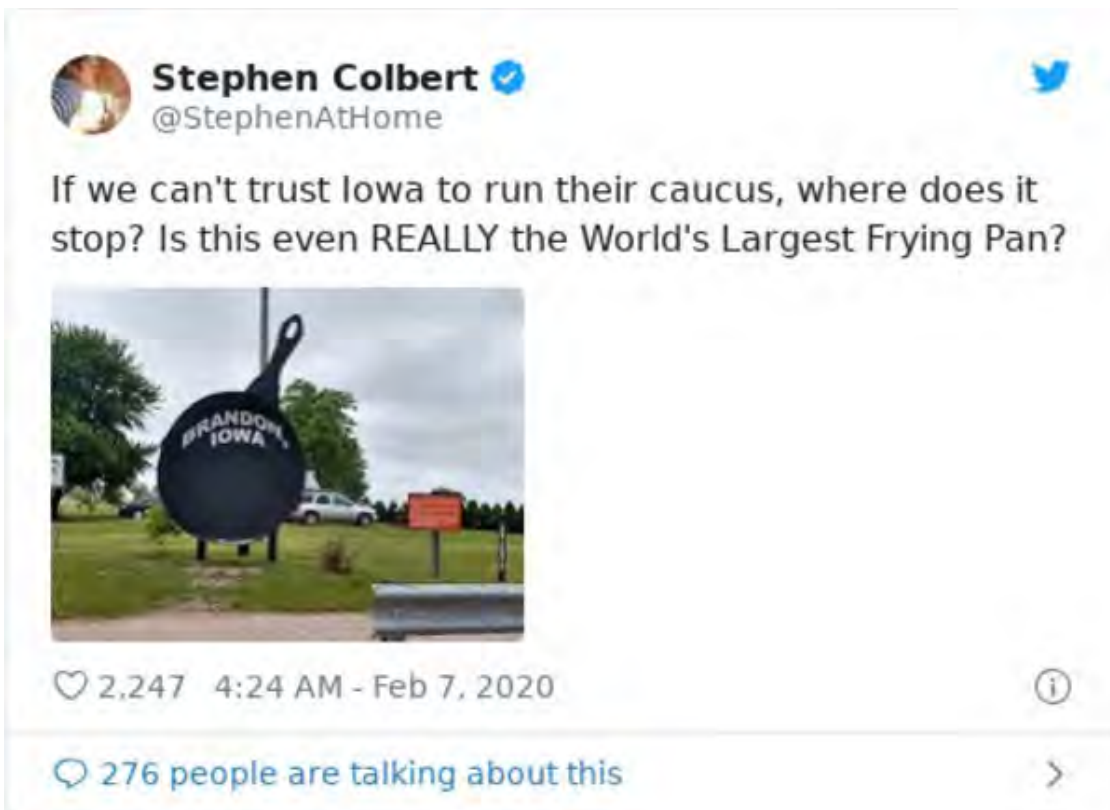 Stephen Colbert
@StephenAtHome
If we can't trust Iowa to run their caucus, where does it
stop? Is this even REALLY the World's Largest Frying Pan?
BRANDON,
IOWA
2,247 4:24 AM - Feb 7, 2020
276 people are talking about this